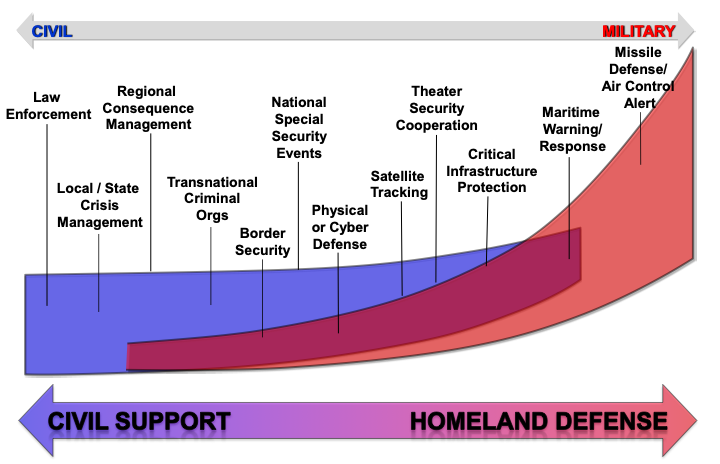 CIVIL
MILITARY
Law
Enforcement
Local / State
Crisis
Management
Regional
Consequence
Management
Transnational
Criminal
Orgs
Border
Security
National
Special
Security
Events
Physical
or Cyber
Defense
Satellite
Tracking
Theater
Security
Cooperation
Critical
Infrastructure
Protection
Maritime
Warning/
Response
Missile
Defense/
Air Control
Alert
CIVIL SUPPORT
HOMELAND DEFENSE